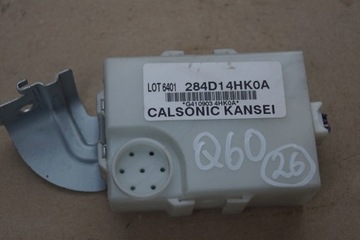 LOT 6401 284D14HK0A
*G410903 4HK0A*
CALSONIC KANSEI
Q60
26